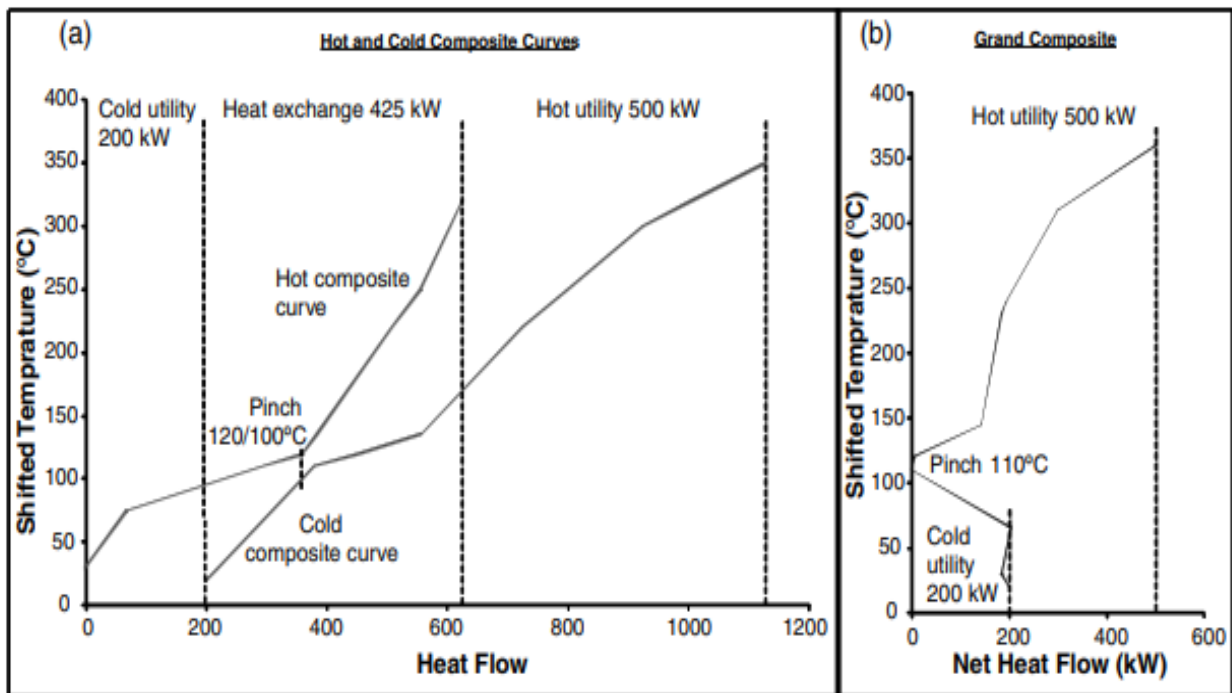 (a)
Hot and Cold Composite Curves
Cold utility
200 kW
Heat exchange 425 kW
Hot utility 500 kW
400
350
300
250
200
150
100
50
0
Shifted Temprature (°C)
Hot composite
curve
Pinch
120/100ºC
Cold
composite curve
0 200 400 600 800 1000 1200
Heat Flow
(b)
Grand Composite
Hot utility 500 kW
400
350
300
250
200
150
100
50
0
Shifted Temprature (°C)
Pinch 110ºC
Cold
utility
200 kW
0 200 400 600
Net Heat Flow (kW)